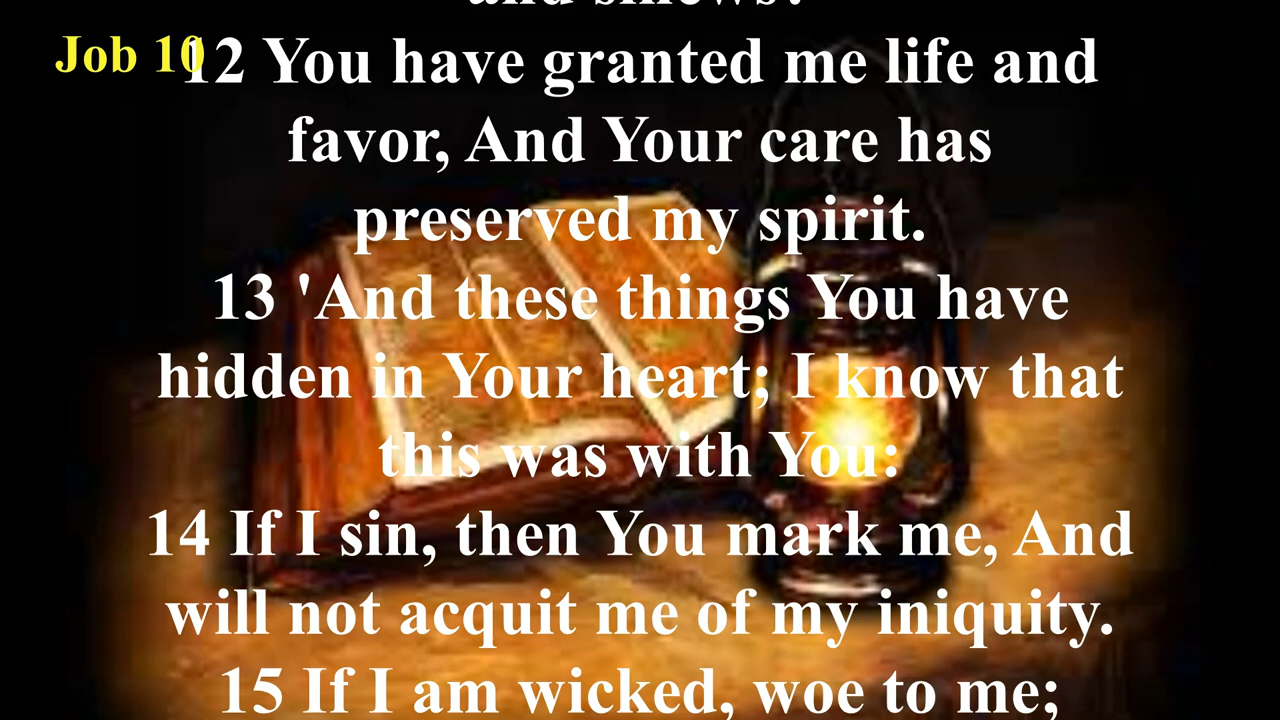 and sinews?
Job 10
12 You have granted me life and
favor, And Your care has
preserved my spirit.
13 'And these things You have
hidden in Your heart; I know that
this was with You:
14 If I sin, then You mark me, And
will not acquit me of my iniquity.
15 If I am wicked, woe to me;